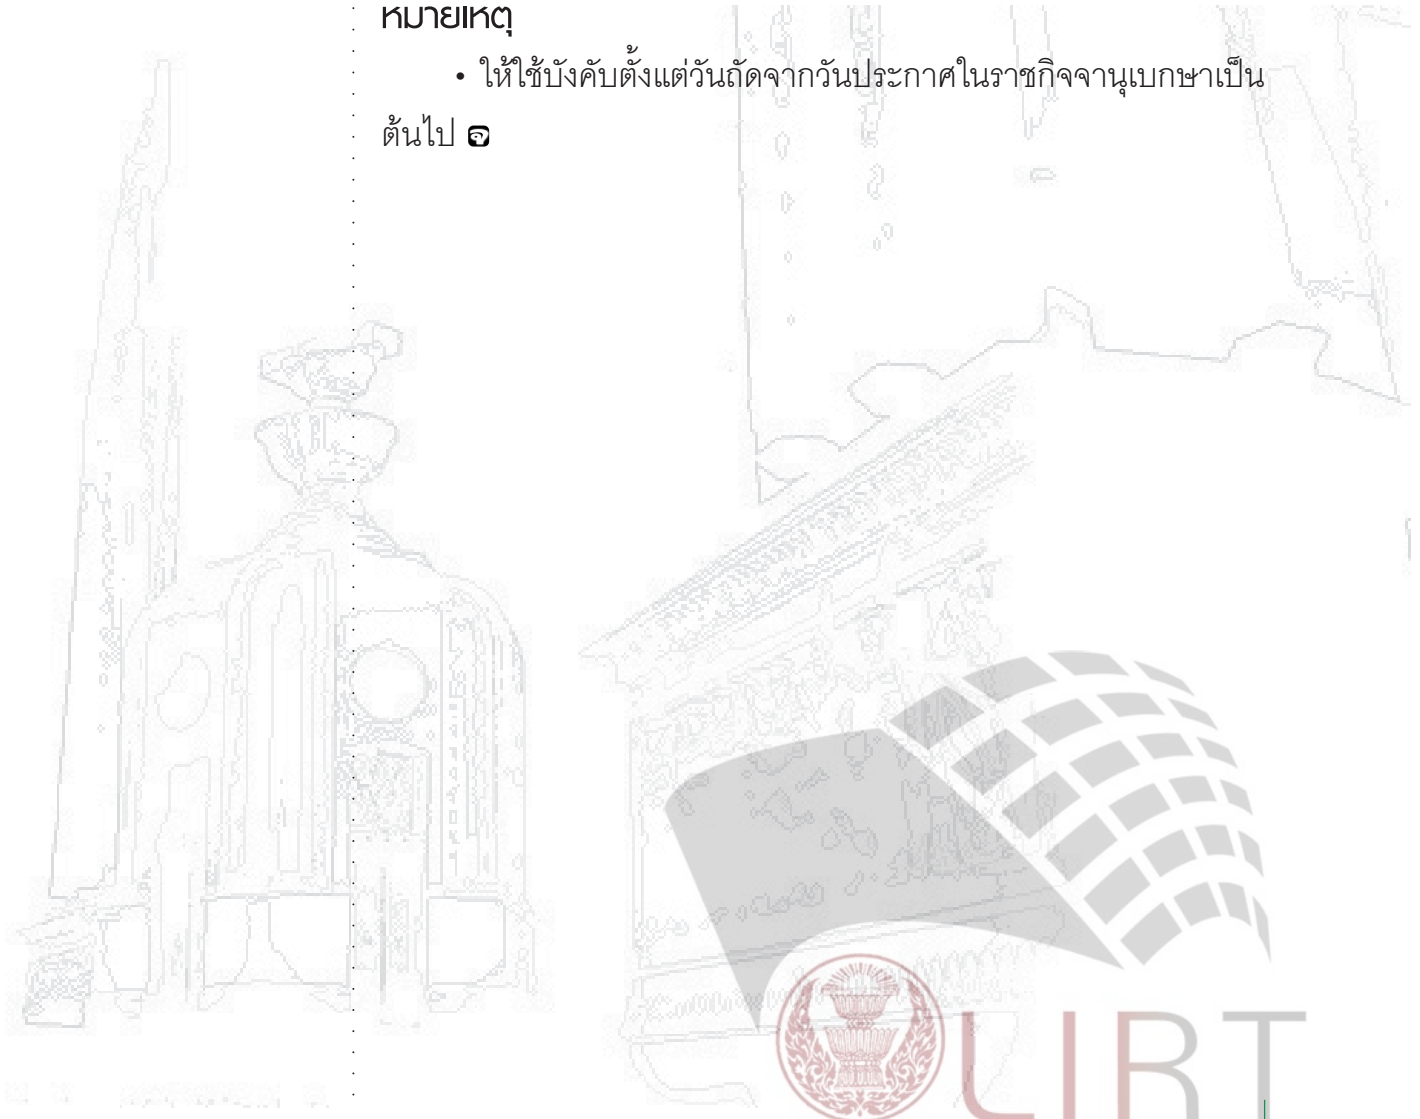 หมายเหตุ
• ให้ใช้บังคับตั้งแต่วันถัดจากวันประกาศในราชกิจจานุเบกษาเป็น
ต้นไป
LIRT